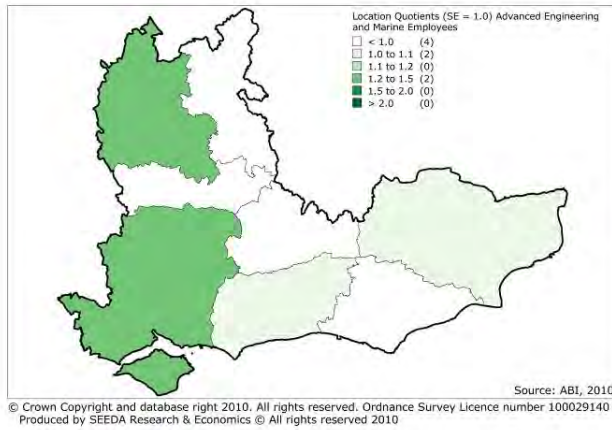 Location Quotients (SE = 1.0) Advanced Engineering
and Marine Employees
< 1.0 (4)
1.0 to 1.1 (2)
1.1 to 1.2 (0)
1.2 to 1.5 (2)
1.5 to 2.0 (0)
> 2.0 (0)
Source: ABI, 2010
© Crown Copyright and database right 2010. All rights reserved. Ordnance Survey Licence number 100029140
Produced by SEEDA Research & Economics © All rights reserved 2010